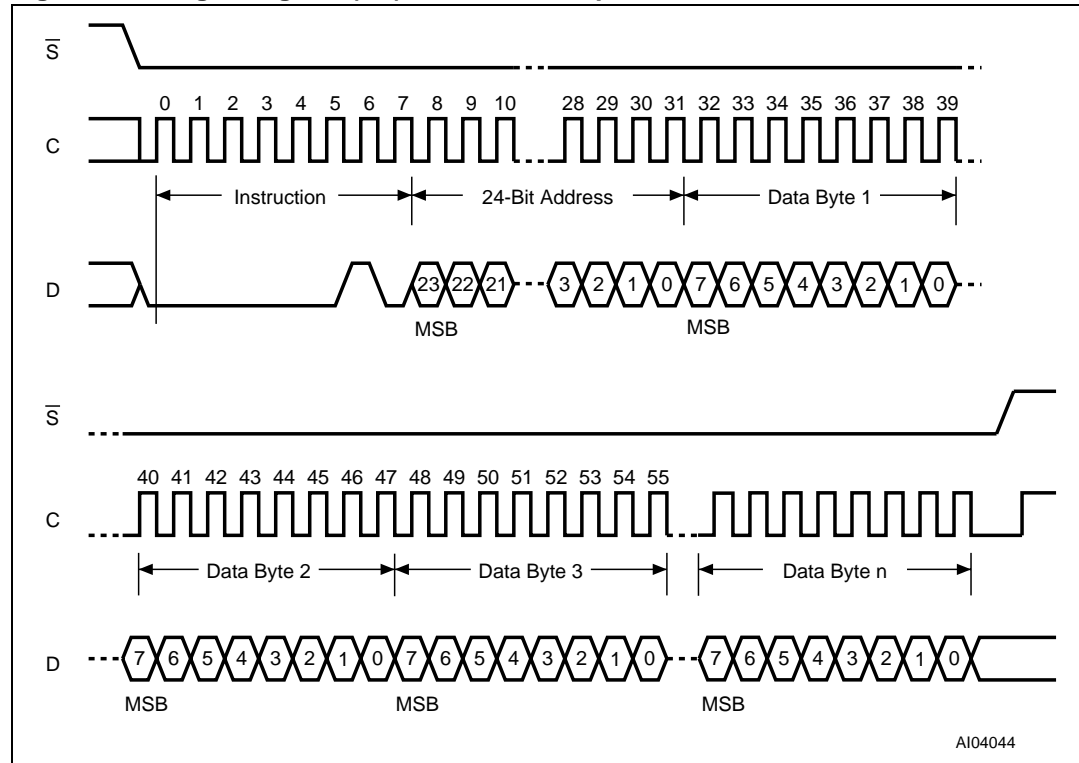 S
0 1 2 3 4 5 6 7 8 9 10 28 29 30 31 32 33 34 35 36 37 38 39
C
Instruction 24-Bit Address Data Byte 1
D 23 22 21 3 2 1 0 7 6 5 4 3 2 1 0
MSB MSB
S
40 41 42 43 44 45 46 47 48 49 50 51 52 53 54 55
C
Data Byte 2 Data Byte 3 Data Byte n
D 7 6 5 4 3 2 1 0 7 6 5 4 3 2 1 0 7 6 5 4 3 2 1 0
MSB MSB MSB
AI04044